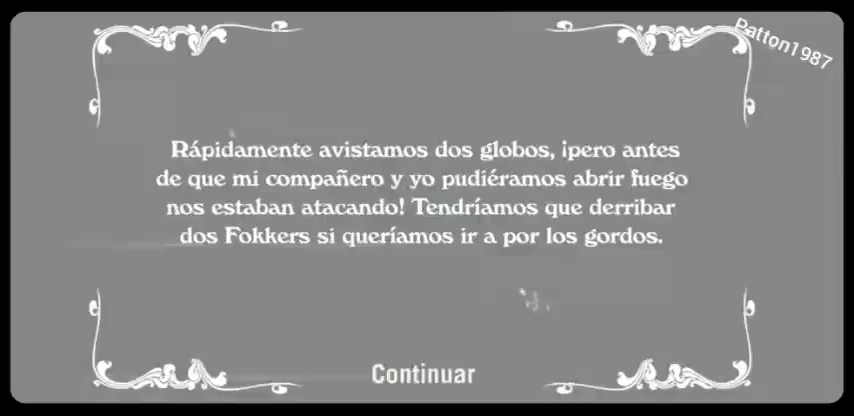 Patton1987
Rápidamente avistamos dos globos, ¡pero antes
de que mi compañero y yo pudiéramos abrir fuego
nos estaban atacando! Tendríamos que derribar
dos Fokkers si queríamos ir a por los gordos.
Continuar